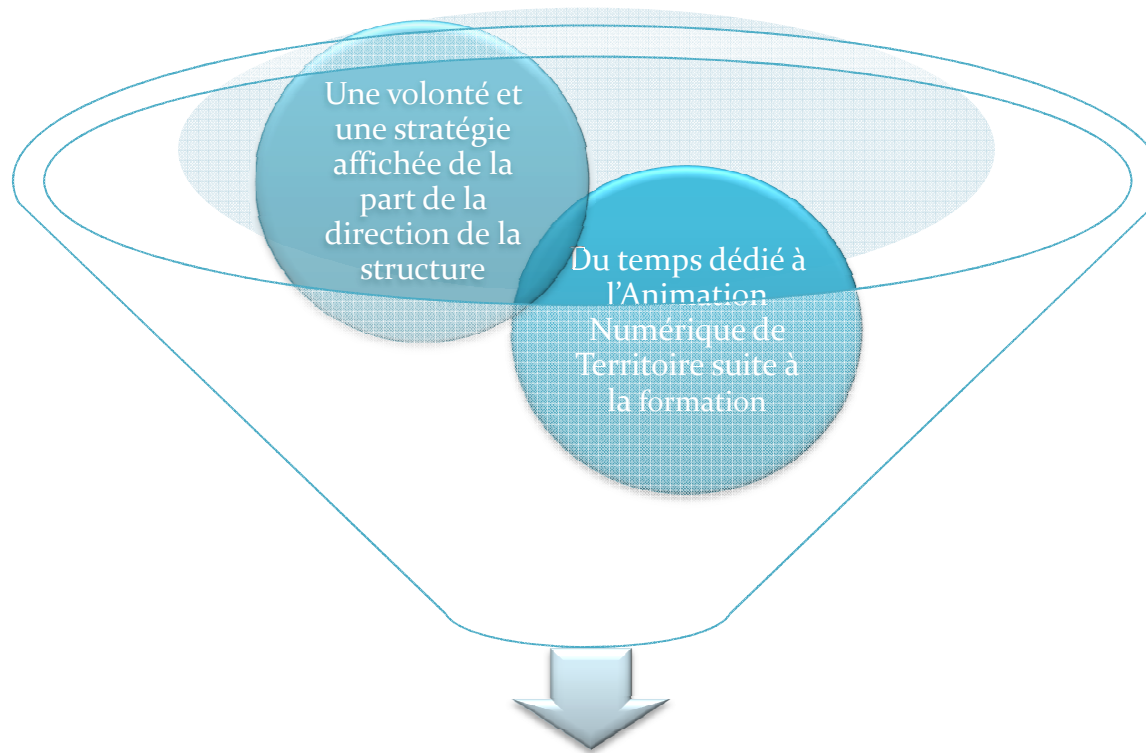 Une volonté et
une stratégie
affichée de la
part de la
direction de la
structure
Du temps dédié à
l’Animation
Numérique de
Territoire suite à
la formation